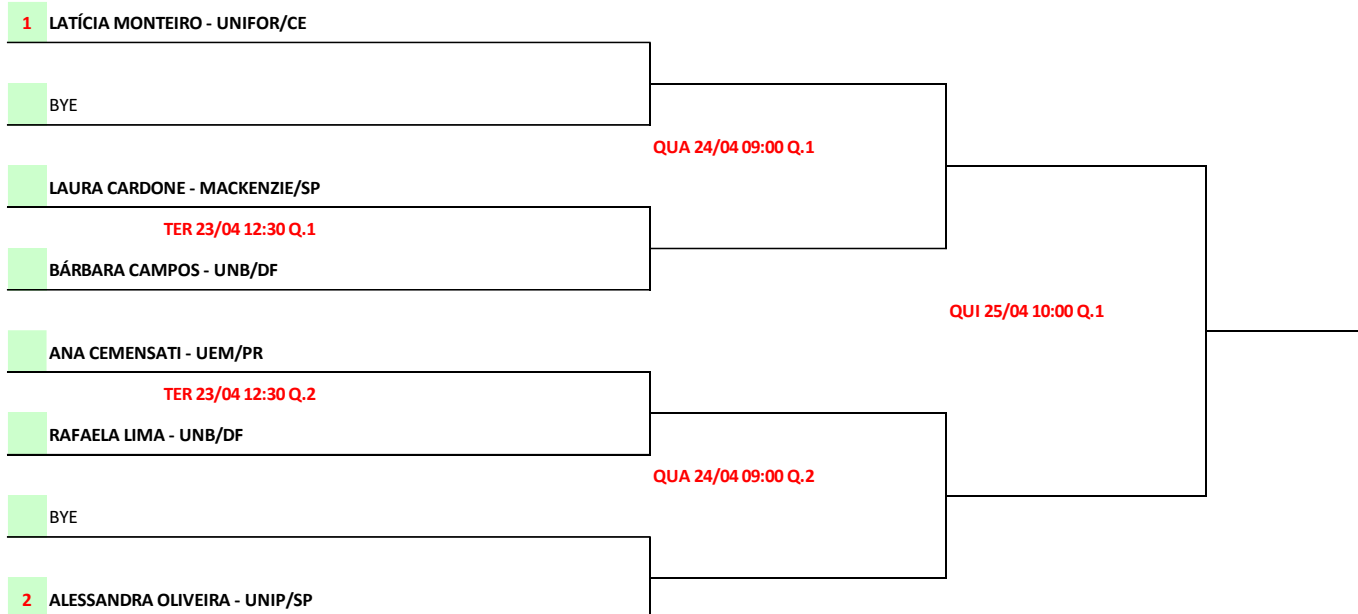 1 LATÍCIA MONTEIRO - UNIFOR/CE
BYE
QUA 24/04 09:00 Q.1
LAURA CARDONE - MACKENZIE/SP
TER 23/04 12:30 Q.1
BÁRBARA CAMPOS - UNB/DF
QUI 25/04 10:00 Q.1
ANA CEMENSATI - UEM/PR
TER 23/04 12:30 Q.2
RAFAELA LIMA - UNB/DF
QUA 24/04 09:00 Q.2
BYE
2 ALESSANDRA OLIVEIRA - UNIP/SP